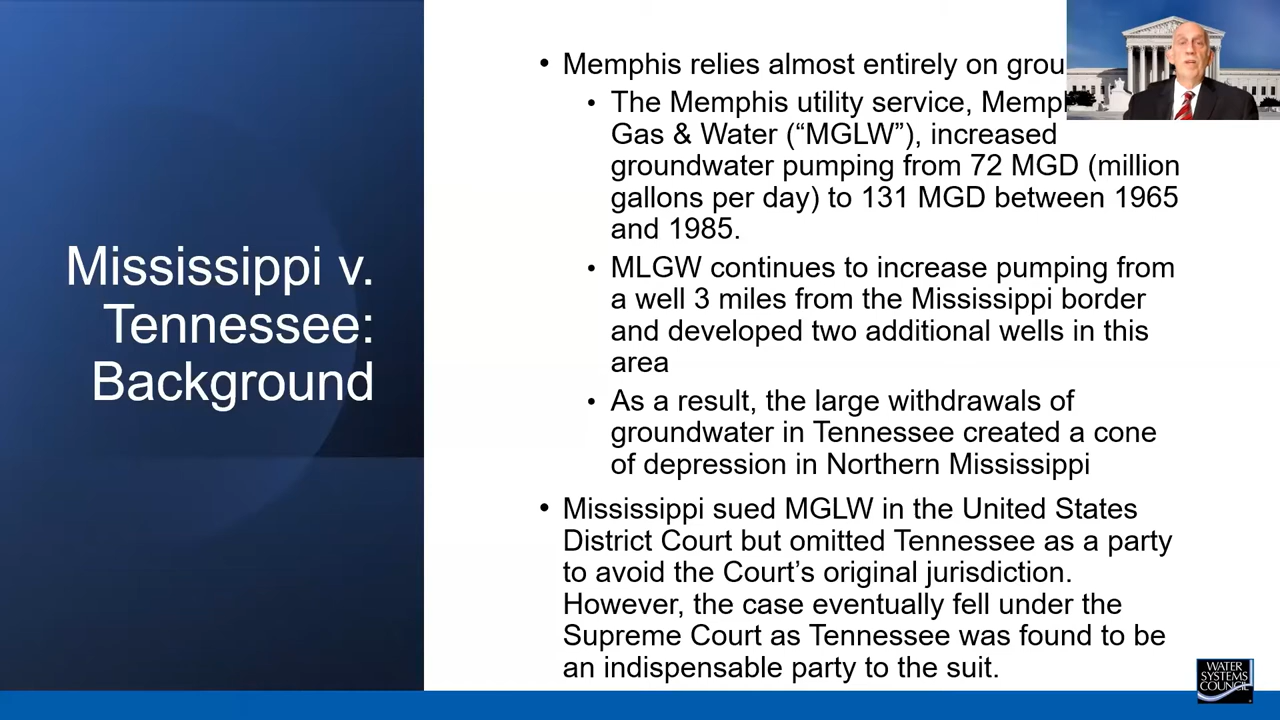 Mississippi v.
Tennessee:
Background
• Memphis relies almost entirely on
• The Memphis utility service,
Gas & Water (“MGLW”), increased
groundwater pumping from 72 MGD (million
gallons per day) to 131 MGD between 1965
and 1985.
• MLGW continues to increase pumping from
a well 3 miles from the Mississippi border
and developed two additional wells in this
area
• As a result, the large withdrawals of
groundwater in Tennessee created a cone
of depression in Northern Mississippi
• Mississippi sued MGLW in the United States
District Court but omitted Tennessee as a party
to avoid the Court’s original jurisdiction.
However, the case eventually fell under the
Supreme Court as Tennessee was found to be
an indispensable party to the suit.
WATER
SYSTEMS
COUNCIL